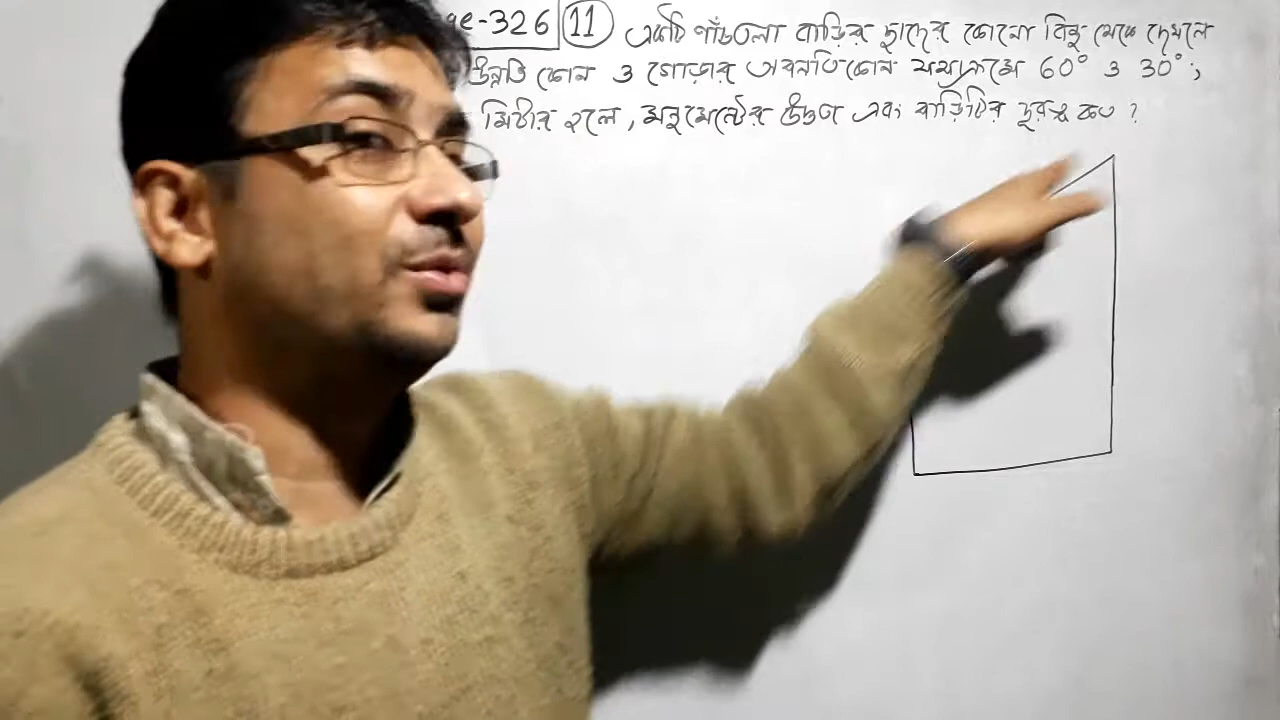 ge-326 (11) একটি পাঁচতলা বাড়ির ছাদের কোনো বিন্দু থেকে দেখলে
উন্নতি কোন ও গোড়ার অবনতি কোন যথাক্রমে 60° ও 30°;
মিটার হলে, মনুমেন্টের উচ্চতা এবং বাড়িটির দূরত্ব কত?